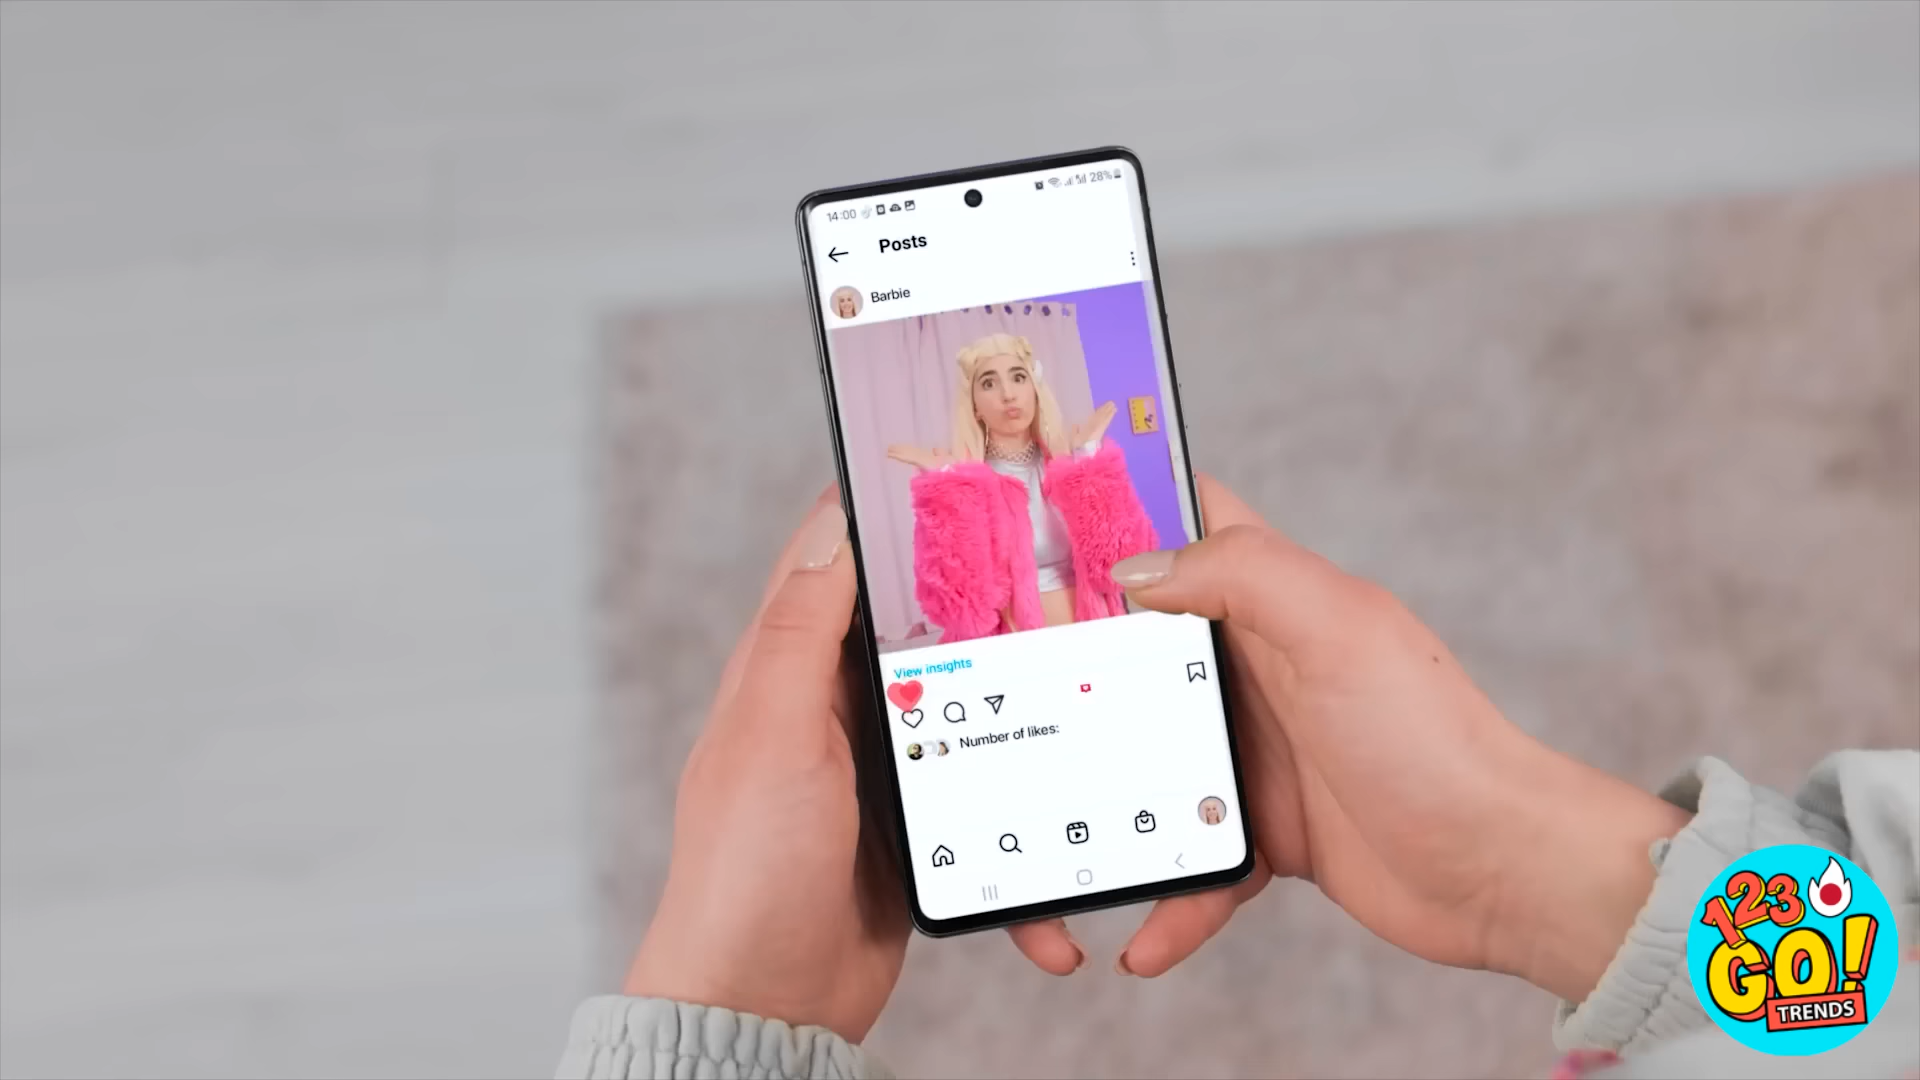 14:00
28%
Posts
Barbie
View insights
Number of likes:
123
GO!
TRENDS